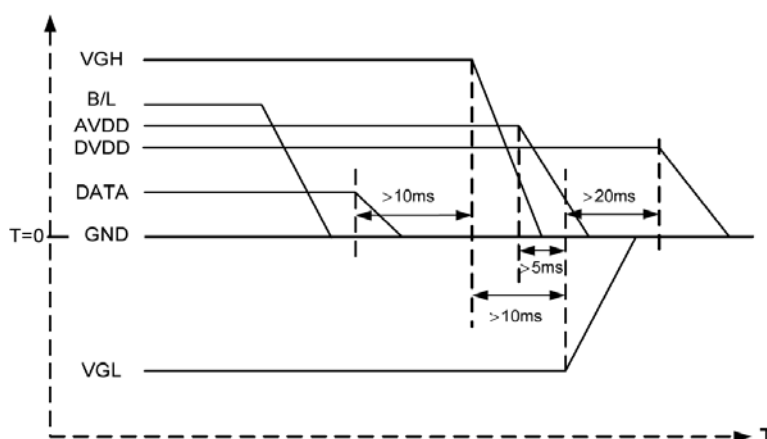 VGH
B/L
AVDD
DVDD
DATA
>10ms
>20ms
T=0
GND
>5ms
>10ms
VGL
T